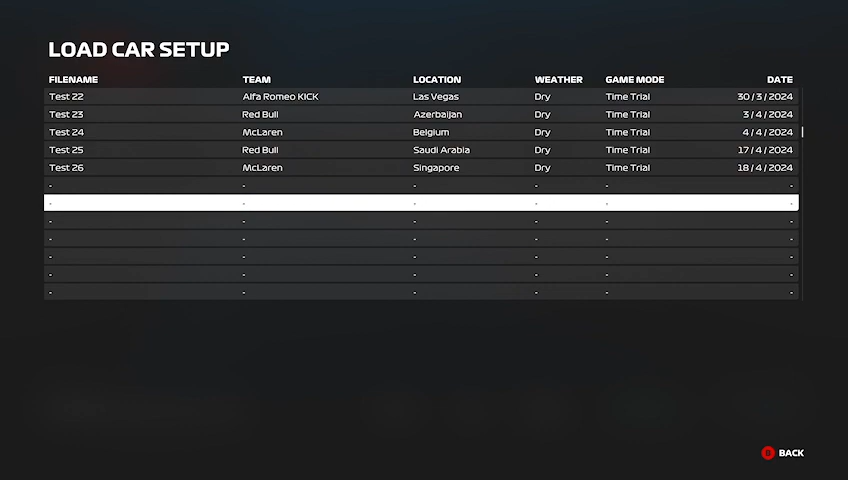 LOAD CAR SETUP
FILENAME TEAM LOCATION WEATHER GAME MODE DATE
Test 22 Alfa Romeo KICK Las Vegas Dry Time Trial 30 / 3 / 2024
Test 23 Red Bull Azerbaijan Dry Time Trial 3 / 4 / 2024
Test 24 McLaren Belgium Dry Time Trial 4 / 4 / 2024
Test 25 Red Bull Saudi Arabia Dry Time Trial 17 / 4 / 2024
Test 26 McLaren Singapore Dry Time Trial 18 / 4 / 2024
- - - - - -
- - - - - -
- - - - - -
- - - - - -
- - - - - -
- - - - - -
- - - - - -
B BACK